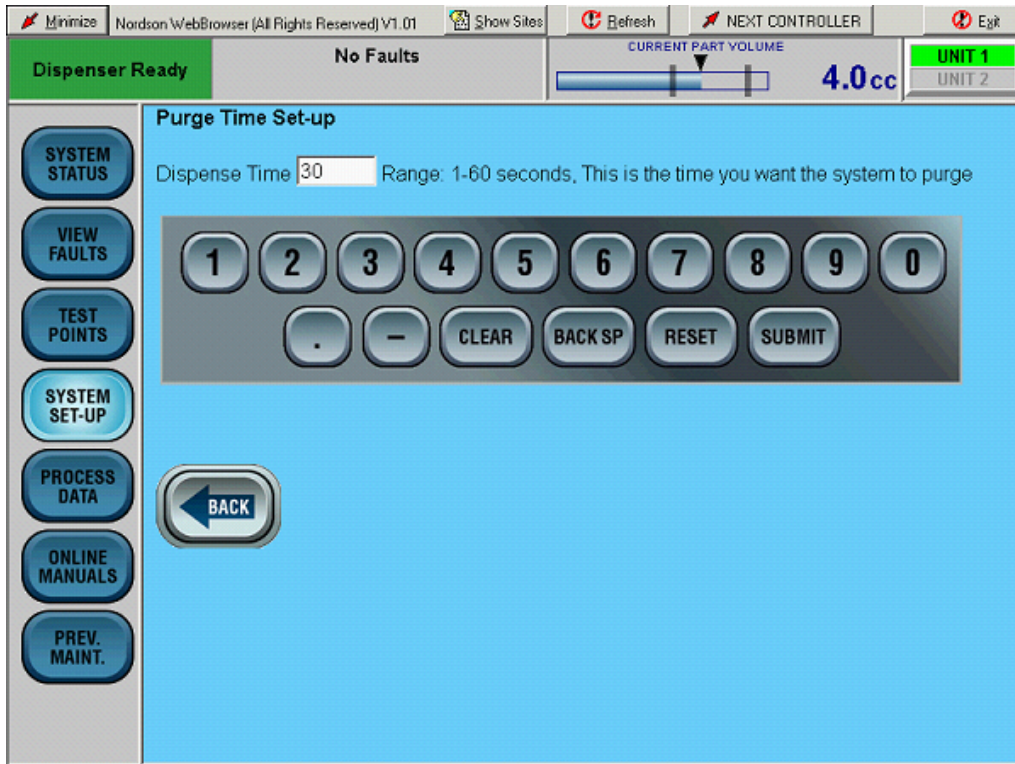 Minimize Nordson WebBrowser (All Rights Reserved) V1.01 Show Sites Refresh NEXT CONTROLLER Exit
Dispenser Ready
No Faults
CURRENT PART VOLUME
4.0cc
UNIT 1
UNIT 2
Purge Time Set-up
Dispense Time 30 Range: 1-60 seconds, This is the time you want the system to purge
1 2 3 4 5 6 7 8 9 0
. – CLEAR BACK SP RESET SUBMIT
BACK
SYSTEM
STATUS
VIEW
FAULTS
TEST
POINTS
SYSTEM
SET-UP
PROCESS
DATA
ONLINE
MANUALS
PREV.
MAINT.